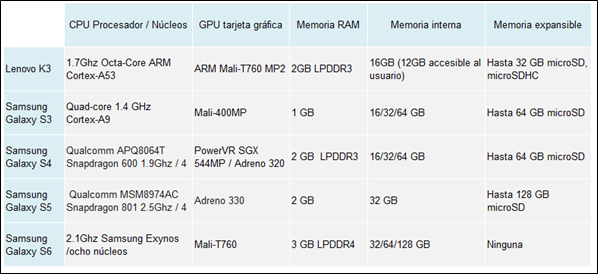 CPU Procesador / Núcleos GPU tarjeta gráfica Memoria RAM Memoria interna Memoria expansible
Lenovo K3 1.7Ghz Octa-Core ARM Cortex-A53 ARM Mali-T760 MP2 2GB LPDDR3 16GB (12GB accesible al usuario) Hasta 32 GB microSD, microSDHC
Samsung Galaxy S3 Quad-core 1.4 GHz Cortex-A9 Mali-400MP 1 GB 16/32/64 GB Hasta 64 GB microSD
Samsung Galaxy S4 Qualcomm APQ8064T Snapdragon 600 1.9Ghz / 4 PowerVR SGX 544MP / Adreno 320 2 GB LPDDR3 16/32/64 GB Hasta 64 GB microSD
Samsung Galaxy S5 Qualcomm MSM8974AC Snapdragon 801 2.5Ghz / 4 Adreno 330 2 GB 32 GB Hasta 128 GB microSD
Samsung Galaxy S6 2.1Ghz Samsung Exynos /ocho núcleos Mali-T760 3 GB LPDDR4 32/64/128 GB Ninguna